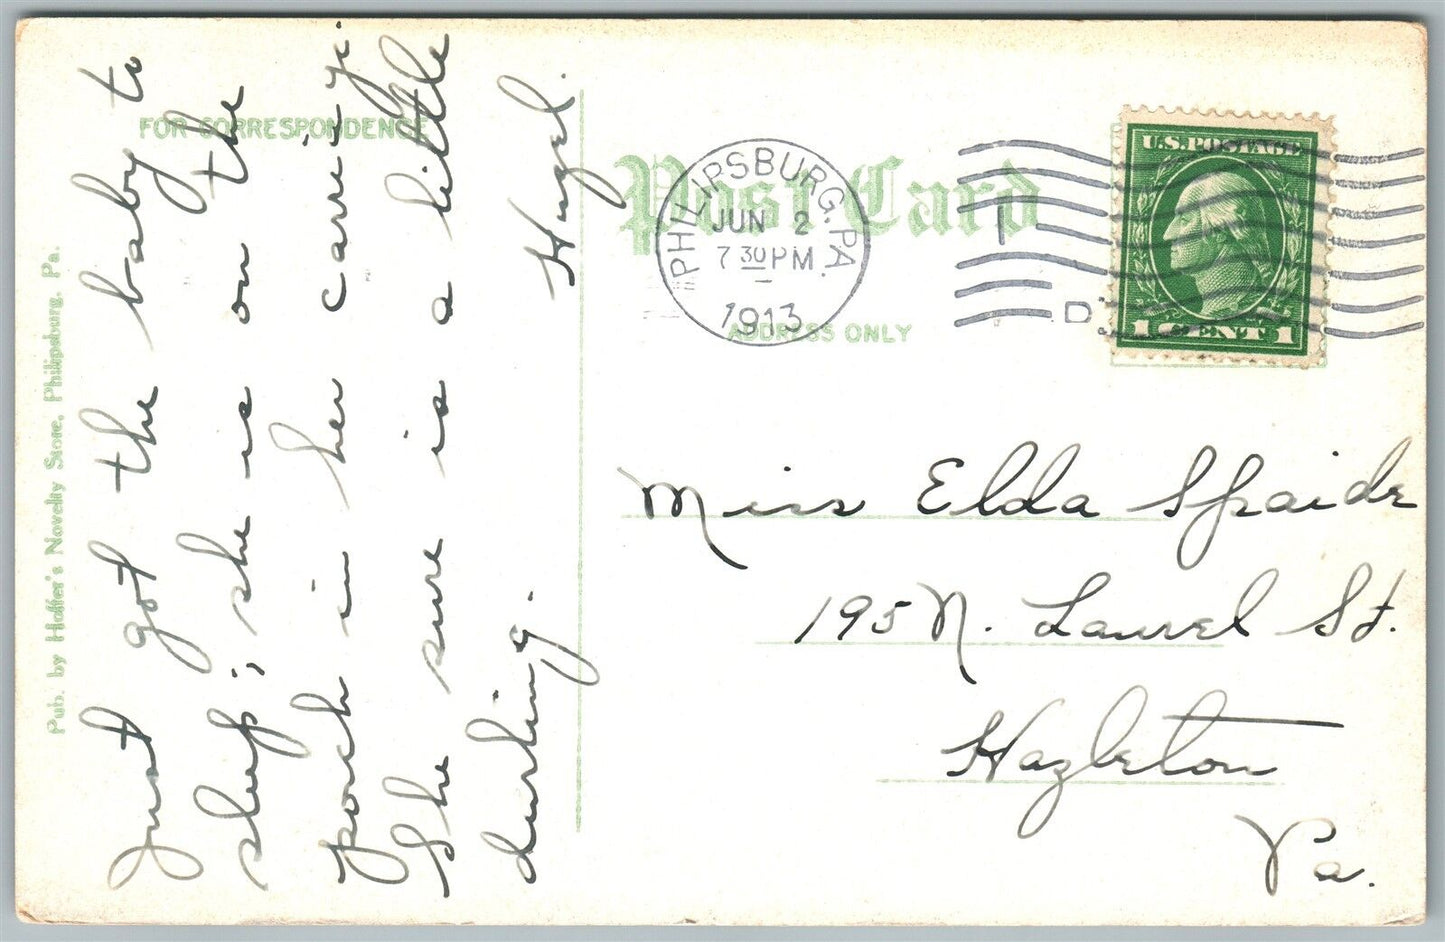 Pub. by Hoffer's Novelty Store, Philipsburg, Pa.
FOR CORRESPONDENCE
Just got the baby to
sleep; she is on the
porch in her carriage.
She sure is a little
durling.
Hazel.
Post Card
ADDRESS ONLY
PHILIPSBURG, PA.
JUN 2
7 30 PM
1913
1
D
U.S. POSTAGE
1 CENT 1
Miss Elda Spaide
195 N. Laurel St.
Hazleton
Pa.